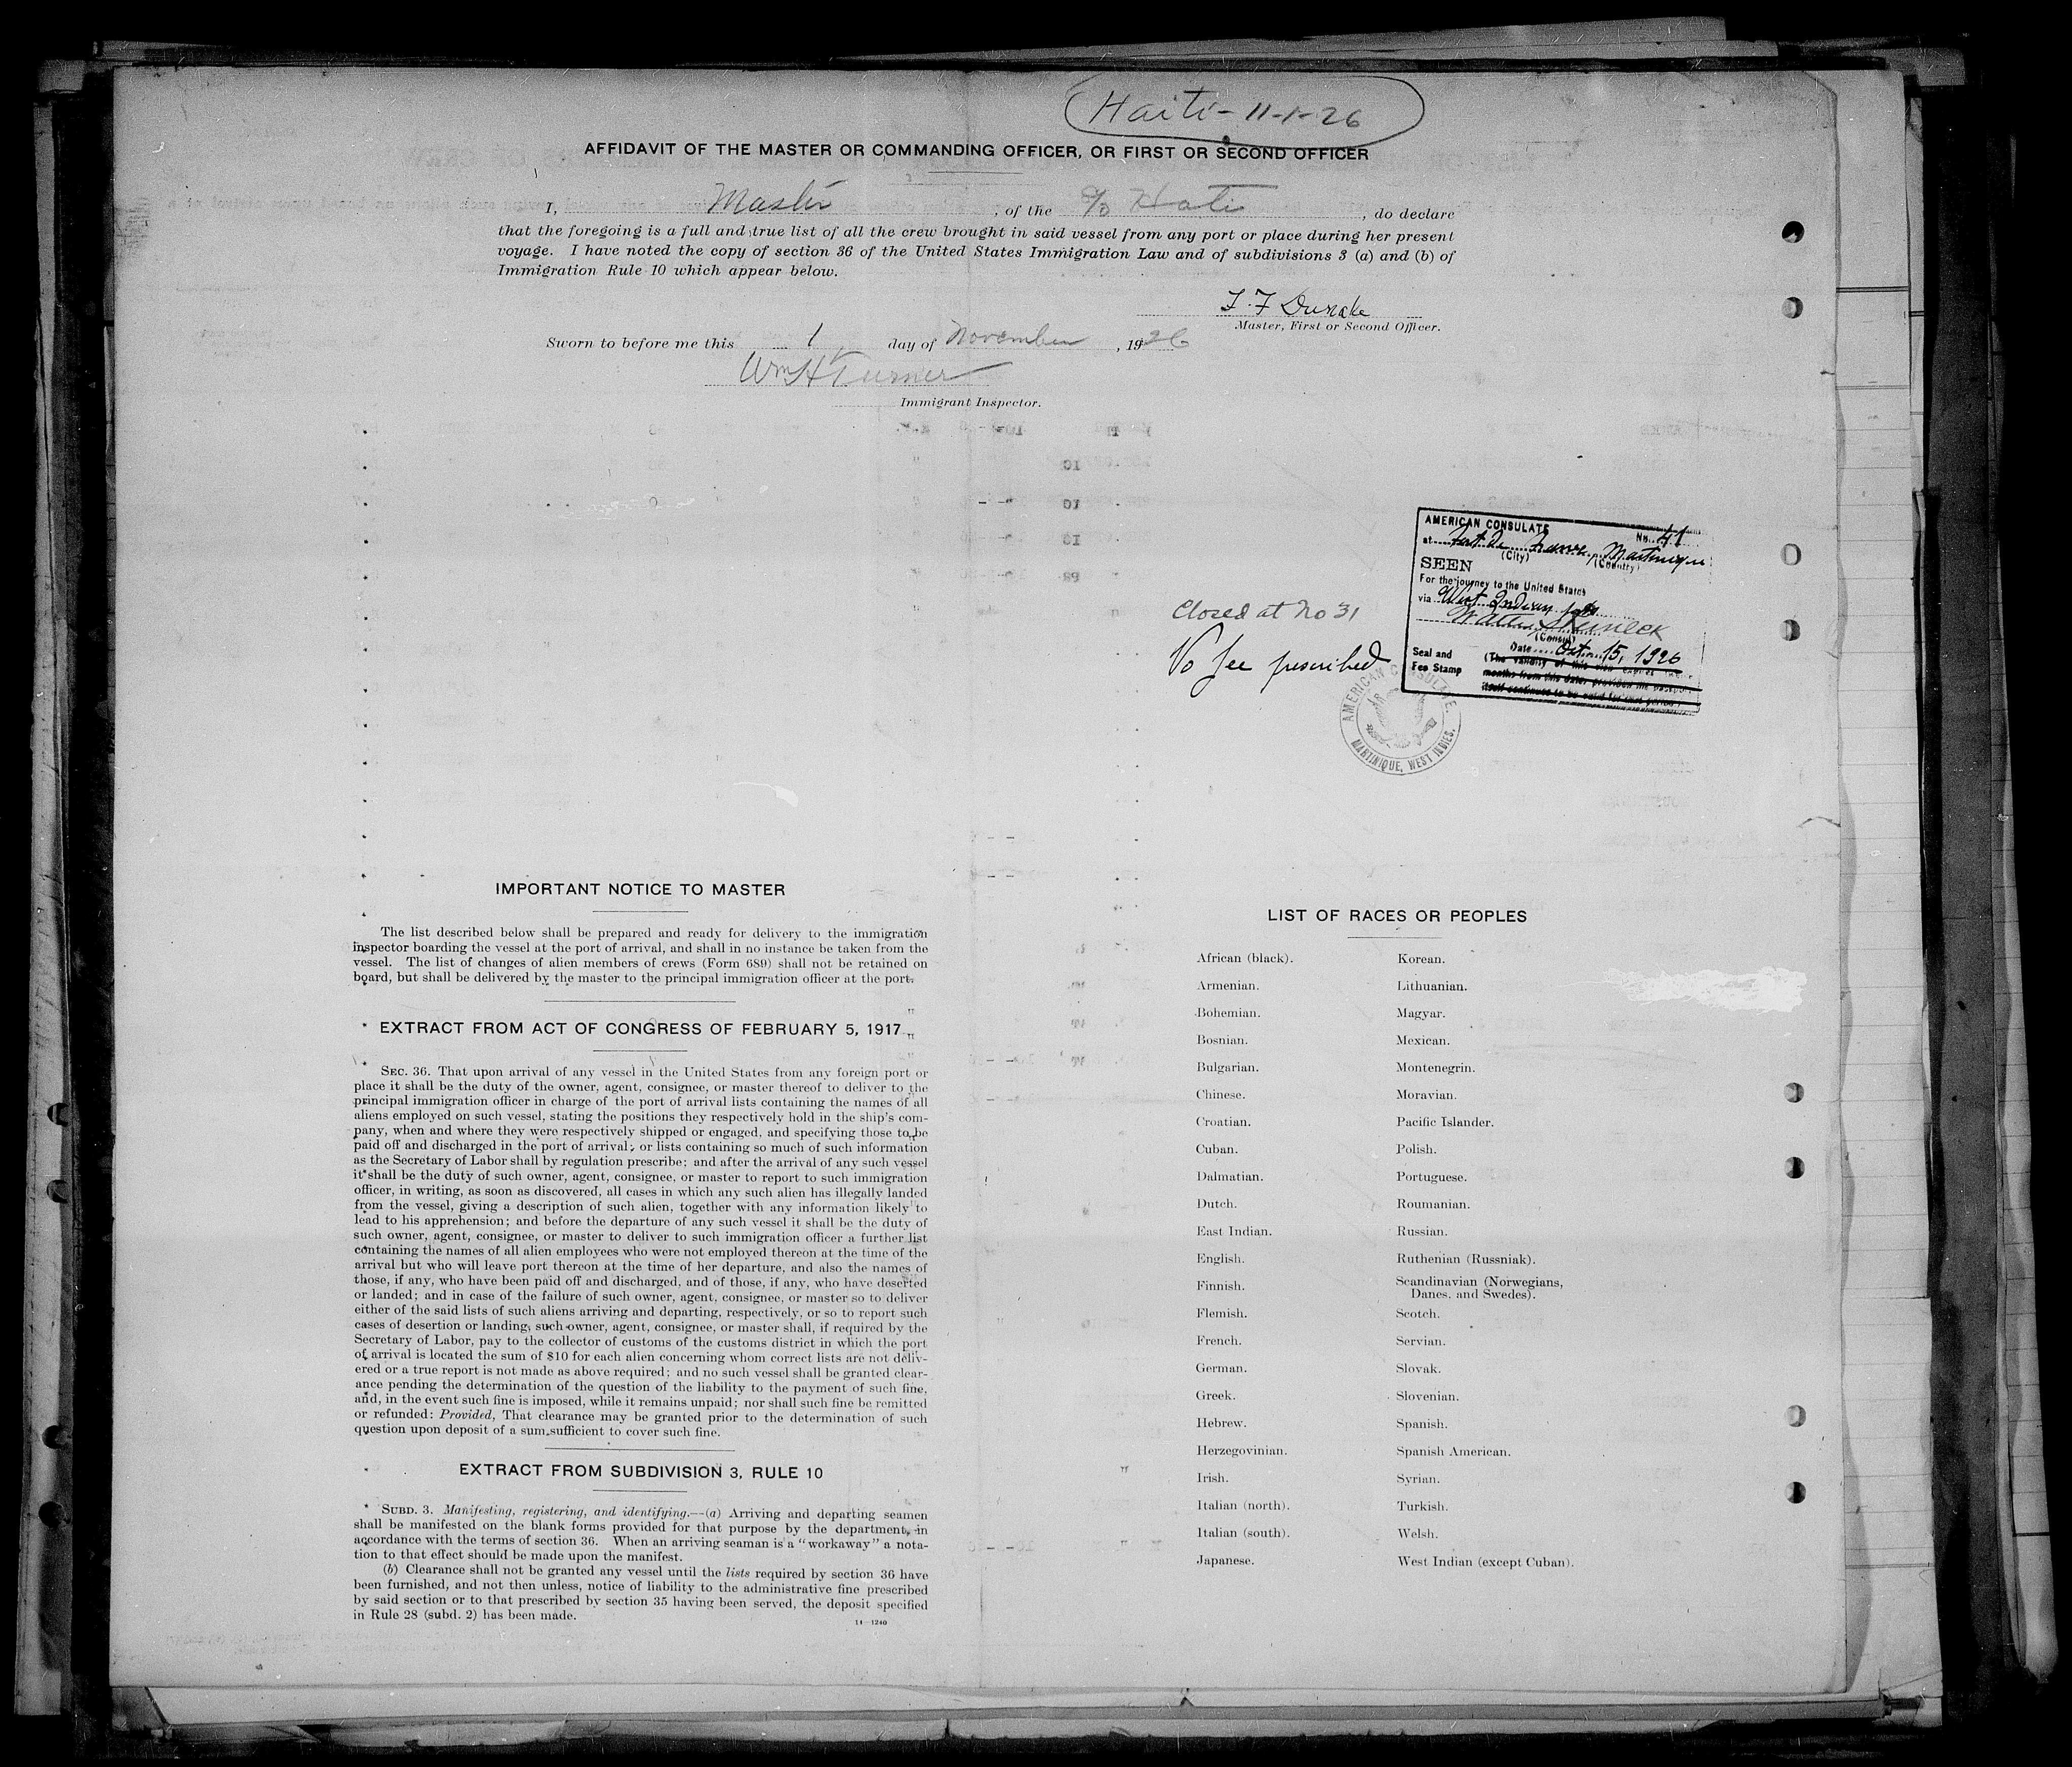 Haiti - 11-1-26
AFFIDAVIT OF THE MASTER OR COMMANDING OFFICER, OR FIRST OR SECOND OFFICER
I, Master, of the S/S Hati, do declare
that the foregoing is a full and true list of all the crew brought in said vessel from any port or place during her present
voyage. I have noted the copy of section 36 of the United States Immigration Law and of subdivisions 3 (a) and (b) of
Immigration Rule 10 which appear below.
Master, First or Second Officer.
Sworn to before me this 1 day of November, 1926
Wm H Turner
Immigrant Inspector.
AMERICAN CONSULATE No. 41
at Fort de France, Martinique
(City) (Country)
SEEN
For the journey to the United States
via West Indian ports
(Consul)
Date Oct. 15, 1926
Seal and
Fee Stamp
(The validity of this visa expires
months from this date, provided the passport
itself continues to be valid for that period.)
Closed at No 31
No fee prescribed
AMERICAN CONSULATE.
MARTINIQUE, WEST INDIES.
IMPORTANT NOTICE TO MASTER
The list described below shall be prepared and ready for delivery to the immigration
inspector boarding the vessel at the port of arrival, and shall in no instance be taken from the
vessel. The list of changes of alien members of crews (Form 689) shall not be retained on
board, but shall be delivered by the master to the principal immigration officer at the port.
EXTRACT FROM ACT OF CONGRESS OF FEBRUARY 5, 1917
SEC. 36. That upon arrival of any vessel in the United States from any foreign port or
place it shall be the duty of the owner, agent, consignee, or master thereof to deliver to the
principal immigration officer in charge of the port of arrival lists containing the names of all
aliens employed on such vessel, stating the positions they respectively hold in the ship's com-
pany, when and where they were respectively shipped or engaged, and specifying those to be
paid off and discharged in the port of arrival; or lists containing so much of such information
as the Secretary of Labor shall by regulation prescribe; and after the arrival of any such vessel
it shall be the duty of such owner, agent, consignee, or master to report to such immigration
officer, in writing, as soon as discovered, all cases in which any such alien has illegally landed
from the vessel, giving a description of such alien, together with any information likely to
lead to his apprehension; and before the departure of any such vessel it shall be the duty of
such owner, agent, consignee, or master to deliver to such immigration officer a further list
containing the names of all alien employees who were not employed thereon at the time of the
arrival but who will leave port thereon at the time of her departure, and also the names of
those, if any, who have been paid off and discharged, and of those, if any, who have deserted
or landed; and in case of the failure of such owner, agent, consignee, or master so to deliver
either of the said lists of such aliens arriving and departing, respectively, or so to report such
cases of desertion or landing, such owner, agent, consignee, or master shall, if required by the
Secretary of Labor, pay to the collector of customs of the customs district in which the port
of arrival is located the sum of $10 for each alien concerning whom correct lists are not deliv-
ered or a true report is not made as above required; and no such vessel shall be granted clear-
ance pending the determination of the question of the liability to the payment of such fine,
and, in the event such fine is imposed, while it remains unpaid; nor shall such fine be remitted
or refunded: Provided, That clearance may be granted prior to the determination of such
question upon deposit of a sum sufficient to cover such fine.
EXTRACT FROM SUBDIVISION 3, RULE 10
SUBD. 3. Manifesting, registering, and identifying.—(a) Arriving and departing seamen
shall be manifested on the blank forms provided for that purpose by the department, in
accordance with the terms of section 36. When an arriving seaman is a "workaway" a nota-
tion to that effect should be made upon the manifest.
(b) Clearance shall not be granted any vessel until the lists required by section 36 have
been furnished, and not then unless, notice of liability to the administrative fine prescribed
by said section or to that prescribed by section 35 having been served, the deposit specified
in Rule 28 (subd. 2) has been made.
14—1240
LIST OF RACES OR PEOPLES
African (black).
Armenian.
Bohemian.
Bosnian.
Bulgarian.
Chinese.
Croatian.
Cuban.
Dalmatian.
Dutch.
East Indian.
English.
Finnish.
Flemish.
French.
German.
Greek.
Hebrew.
Herzegovinian.
Irish.
Italian (north).
Italian (south).
Japanese.
Korean.
Lithuanian.
Magyar.
Mexican.
Montenegrin.
Moravian.
Pacific Islander.
Polish.
Portuguese.
Roumanian.
Russian.
Ruthenian (Russniak).
Scandinavian (Norwegians,
Danes, and Swedes).
Scotch.
Servian.
Slovak.
Slovenian.
Spanish.
Spanish American.
Syrian.
Turkish.
Welsh.
West Indian (except Cuban).